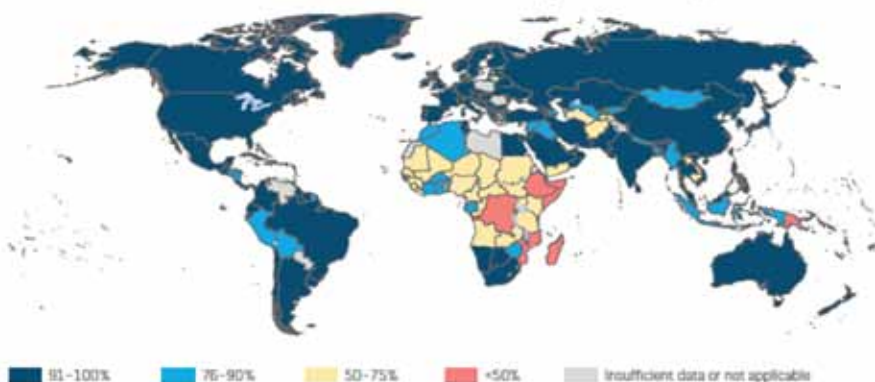 91-100%
76-90%
50-75%
<50%
Insufficient data or not applicable